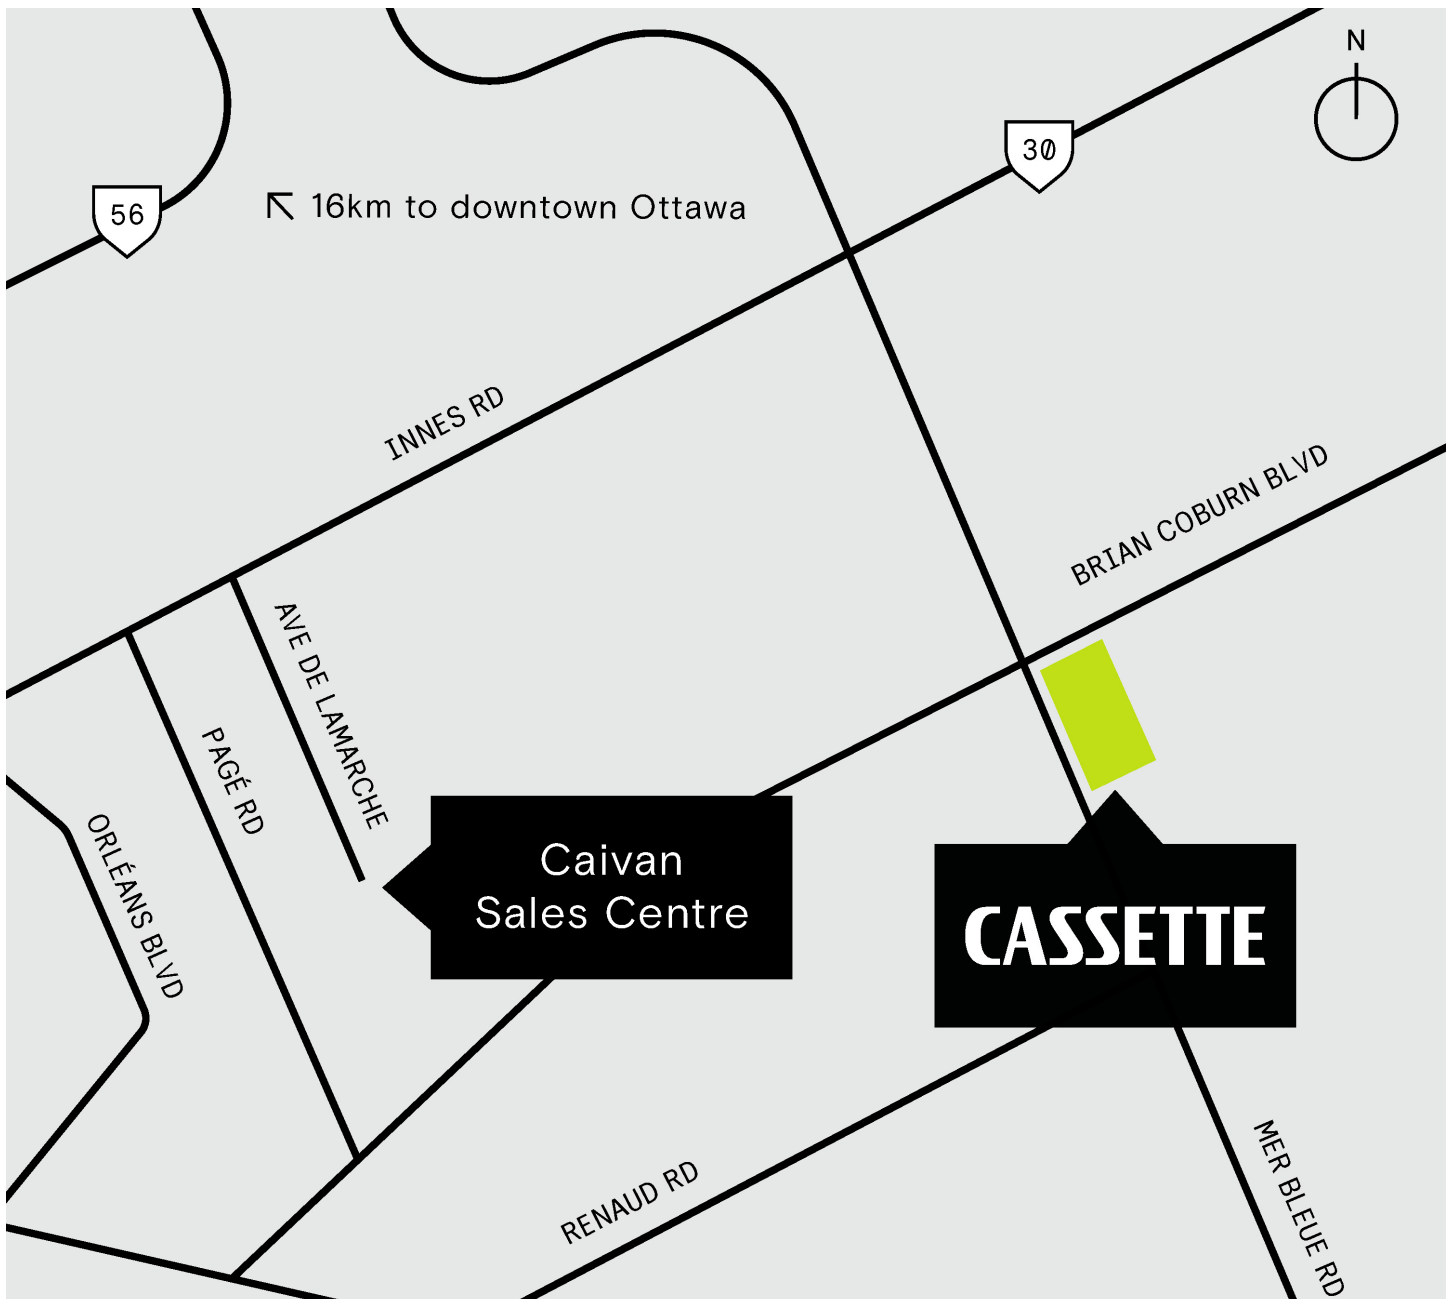 N
30
56
16km to downtown Ottawa
INNES RD
BRIAN COBURN BLVD
AVE DE LAMARCHE
PAGÉ RD
ORLÉANS BLVD
Caivan
Sales Centre
CASSETTE
RENAUD RD
MER BLEUE RD